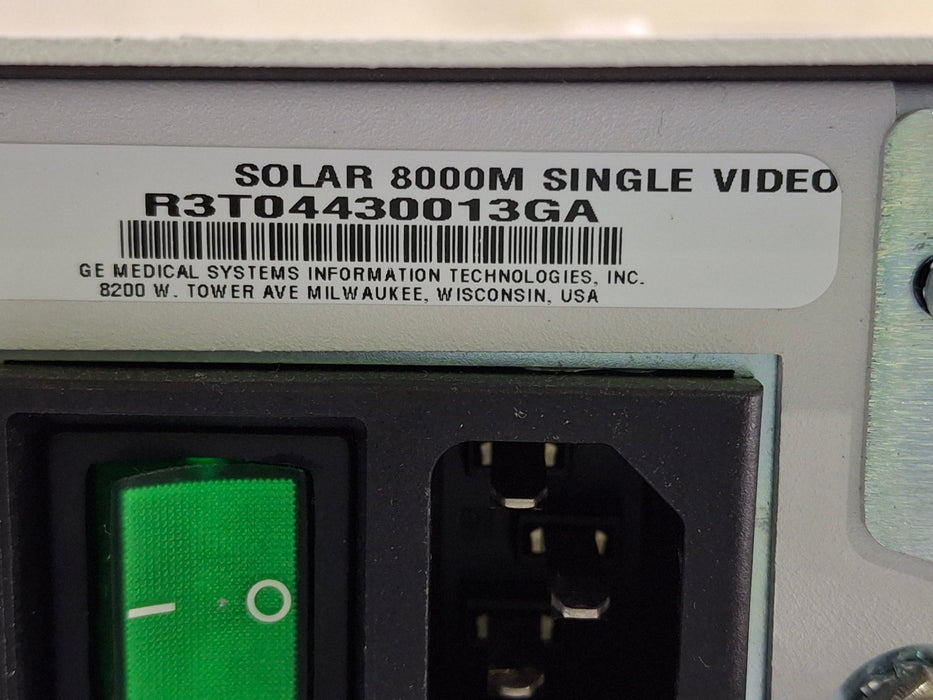 SOLAR 8000M SINGLE VIDEO
R3T04430013GA
GE MEDICAL SYSTEMS INFORMATION TECHNOLOGIES, INC.
8200 W. TOWER AVE MILWAUKEE, WISCONSIN, USA